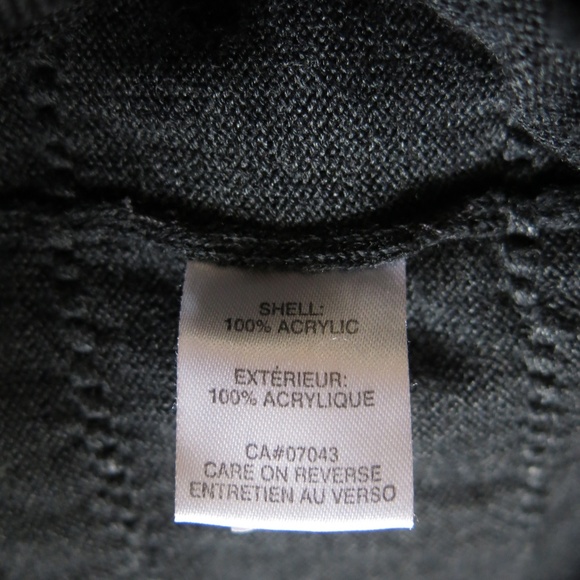 SHELL:
100% ACRYLIC
EXTÉRIEUR:
100% ACRYLIQUE
CA#07043
CARE ON REVERSE
ENTRETIEN AU VERSO